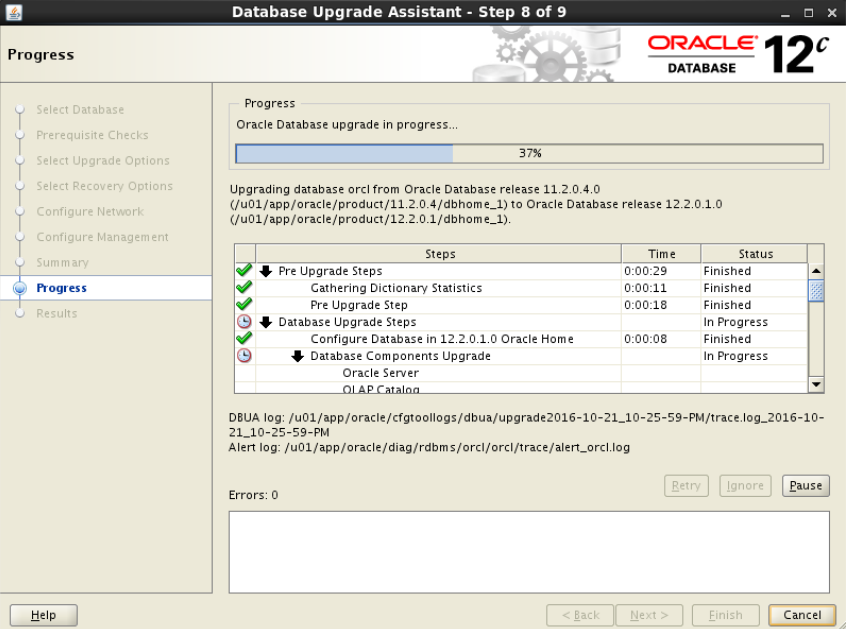 Database Upgrade Assistant - Step 8 of 9
Progress
ORACLE
DATABASE
12c
Select Database
Prerequisite Checks
Select Upgrade Options
Select Recovery Options
Configure Network
Configure Management
Summary
Progress
Results
Progress
Oracle Database upgrade in progress...
37%
Upgrading database orcl from Oracle Database release 11.2.0.4.0
(/u01/app/oracle/product/11.2.0.4/dbhome_1) to Oracle Database release 12.2.0.1.0
(/u01/app/oracle/product/12.2.0.1/dbhome_1).
Steps Time Status
Pre Upgrade Steps 0:00:29 Finished
Gathering Dictionary Statistics 0:00:11 Finished
Pre Upgrade Step 0:00:18 Finished
Database Upgrade Steps In Progress
Configure Database in 12.2.0.1.0 Oracle Home 0:00:08 Finished
Database Components Upgrade In Progress
Oracle Server
OLAP Catalog
DBUA log: /u01/app/oracle/cfgtoollogs/dbua/upgrade2016-10-21_10-25-59-PM/trace.log_2016-10-
21_10-25-59-PM
Alert log: /u01/app/oracle/diag/rdbms/orcl/orcl/trace/alert_orcl.log
Retry Ignore Pause
Errors: 0
Help < Back Next > Finish Cancel